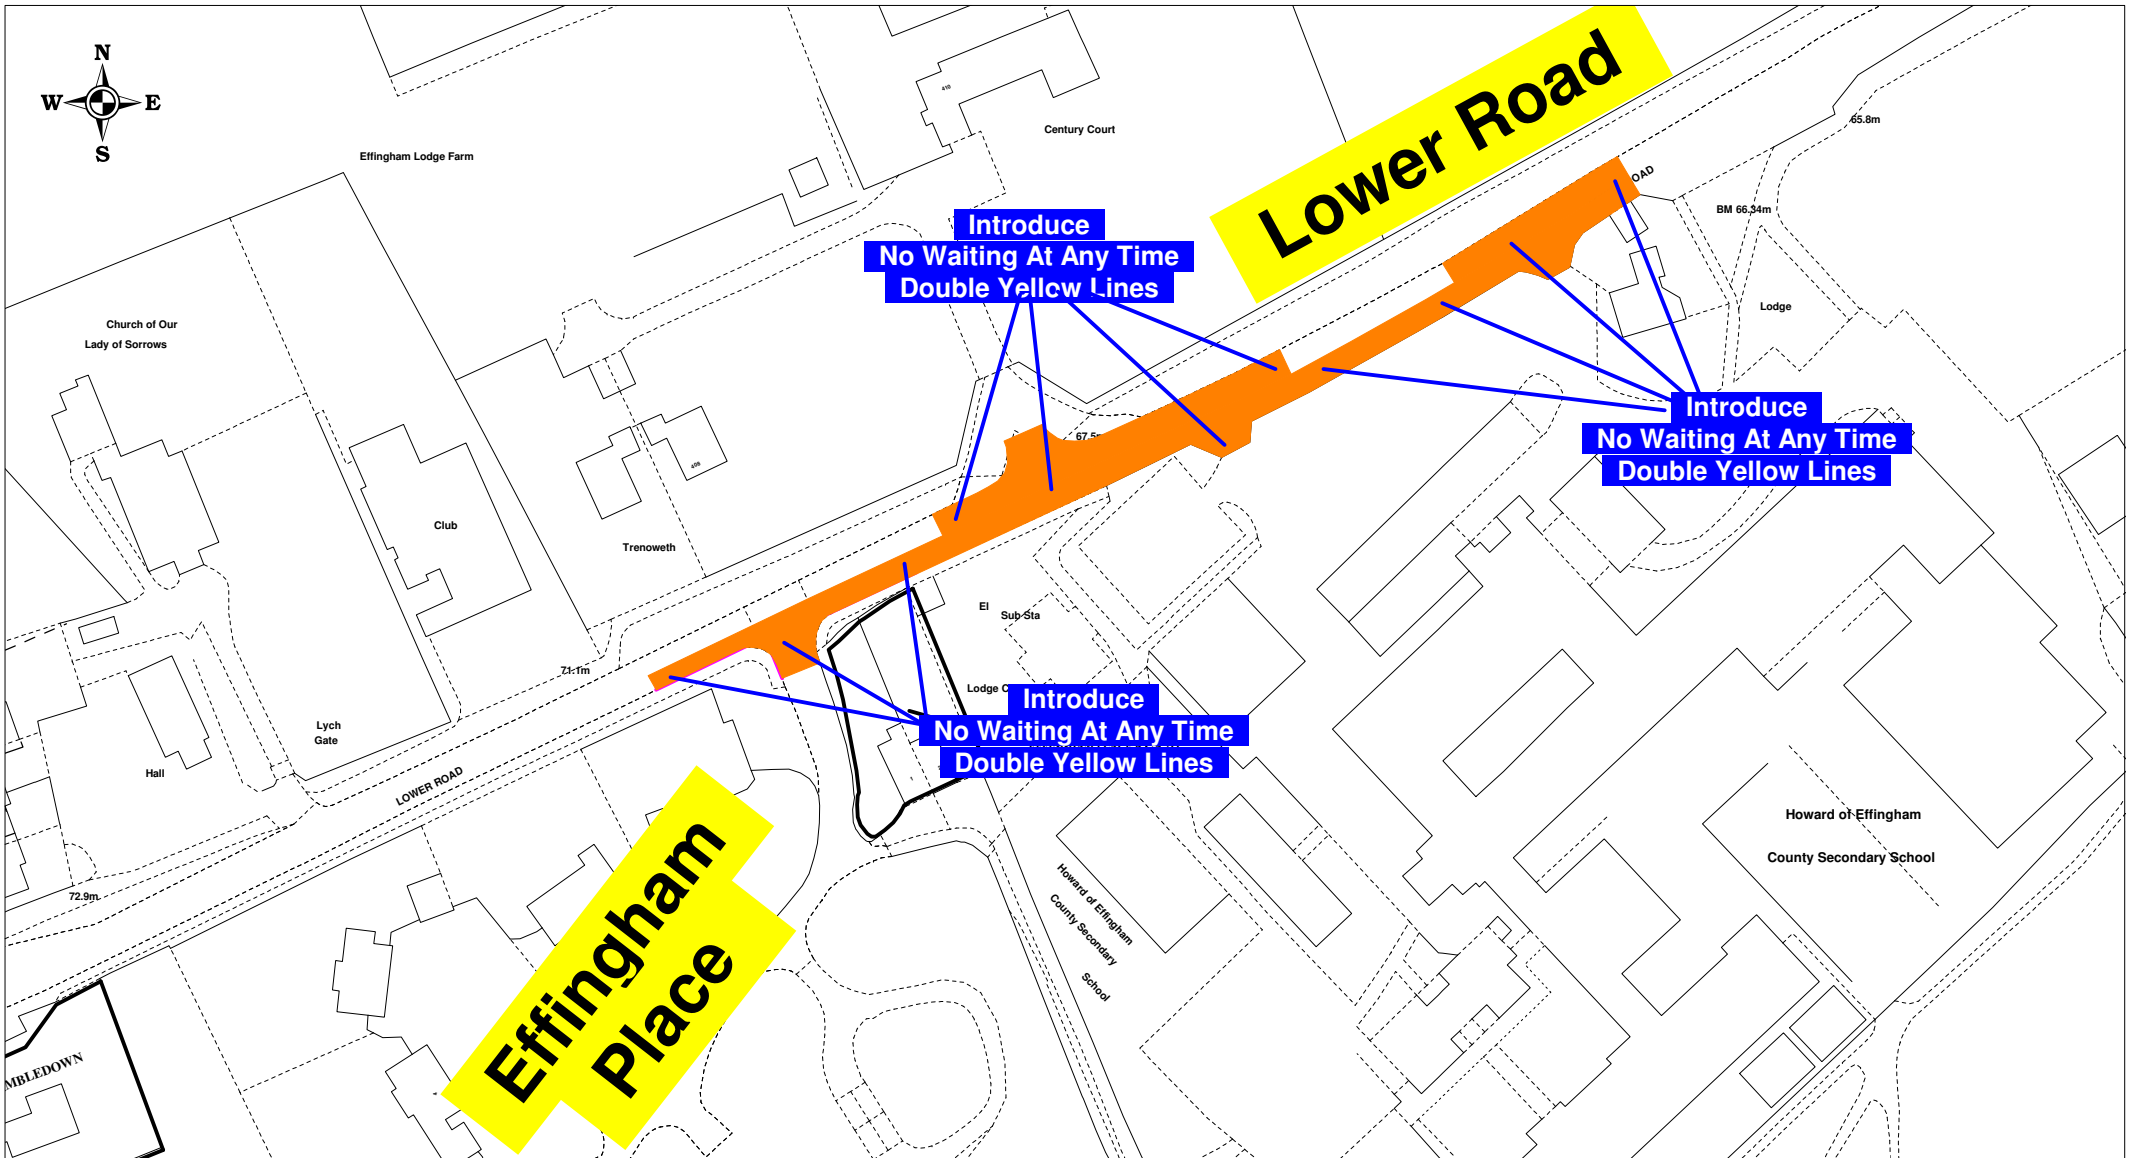 N
W E
S
Effingham Lodge Farm
410
Century Court
Lower Road
65.8m
OAD
BM 66.34m
Lodge
Introduce
No Waiting At Any Time
Double Yellow Lines
Church of Our
Lady of Sorrows
Club
Trenoweth
Introduce
No Waiting At Any Time
Double Yellow Lines
El
Sub Sta
71.1m
Lodge
Introduce
No Waiting At Any Time
Double Yellow Lines
Lych
Gate
Hall
LOWER ROAD
72.9m
Effingham
Place
Howard of Effingham
County Secondary
School
Howard of Effingham
County Secondary School
MBLEDOWN